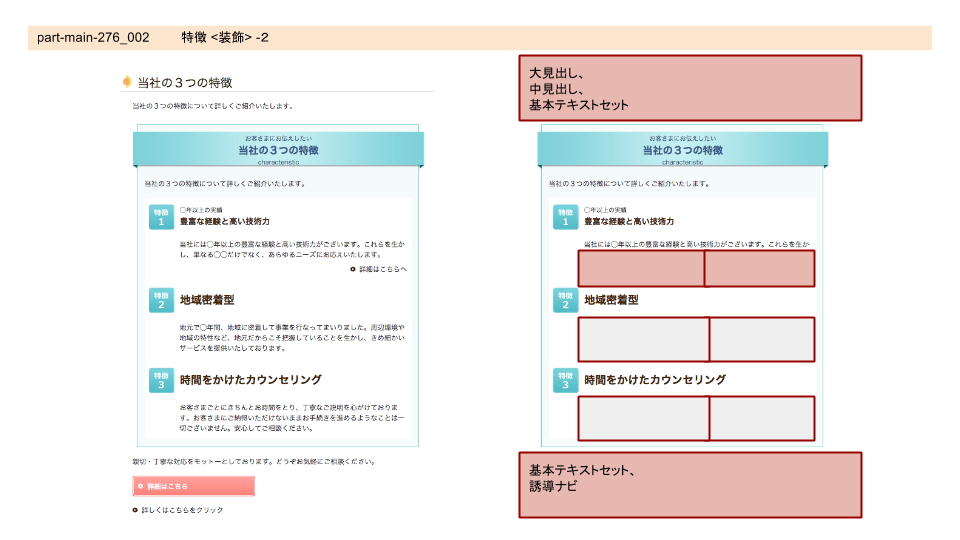 part-main-276_002 特徴 <装飾> -2
当社の３つの特徴
当社の３つの特徴について詳しくご紹介いたします。
お客さまにお伝えしたい
当社の３つの特徴
characteristic
当社の３つの特徴について詳しくご紹介いたします。
特徴
1
〇年以上の実績
豊富な経験と高い技術力
当社には〇年以上の豊富な経験と高い技術力がございます。これらを生か
し、単なる〇〇だけでなく、あらゆるニーズにお応えいたします。
詳細はこちらへ
特徴
2
地域密着型
地元で〇年間、地域に密着して事業を行なってまいりました。周辺環境や
地域の特性など、地元だからこそ把握していることを生かし、きめ細かい
サービスを提供いたしております。
特徴
3
時間をかけたカウンセリング
お客さまごとにきちんとお時間をとり、丁寧なご説明を心がけておりま
す。お客さまにご納得いただけないままお手続きを進めるようなことは一
切ございません。安心してご相談ください。
親切・丁寧な対応をモットーとしております。どうぞお気軽にご相談ください。
詳細はこちら
詳しくはこちらをクリック
大見出し、
中見出し、
基本テキストセット
お客さまにお伝えしたい
当社の３つの特徴
characteristic
当社の３つの特徴について詳しくご紹介いたします。
特徴
1
〇年以上の実績
豊富な経験と高い技術力
当社には〇年以上の豊富な経験と高い技術力がございます。これらを生か
特徴
2
地域密着型
特徴
3
時間をかけたカウンセリング
基本テキストセット、
誘導ナビ